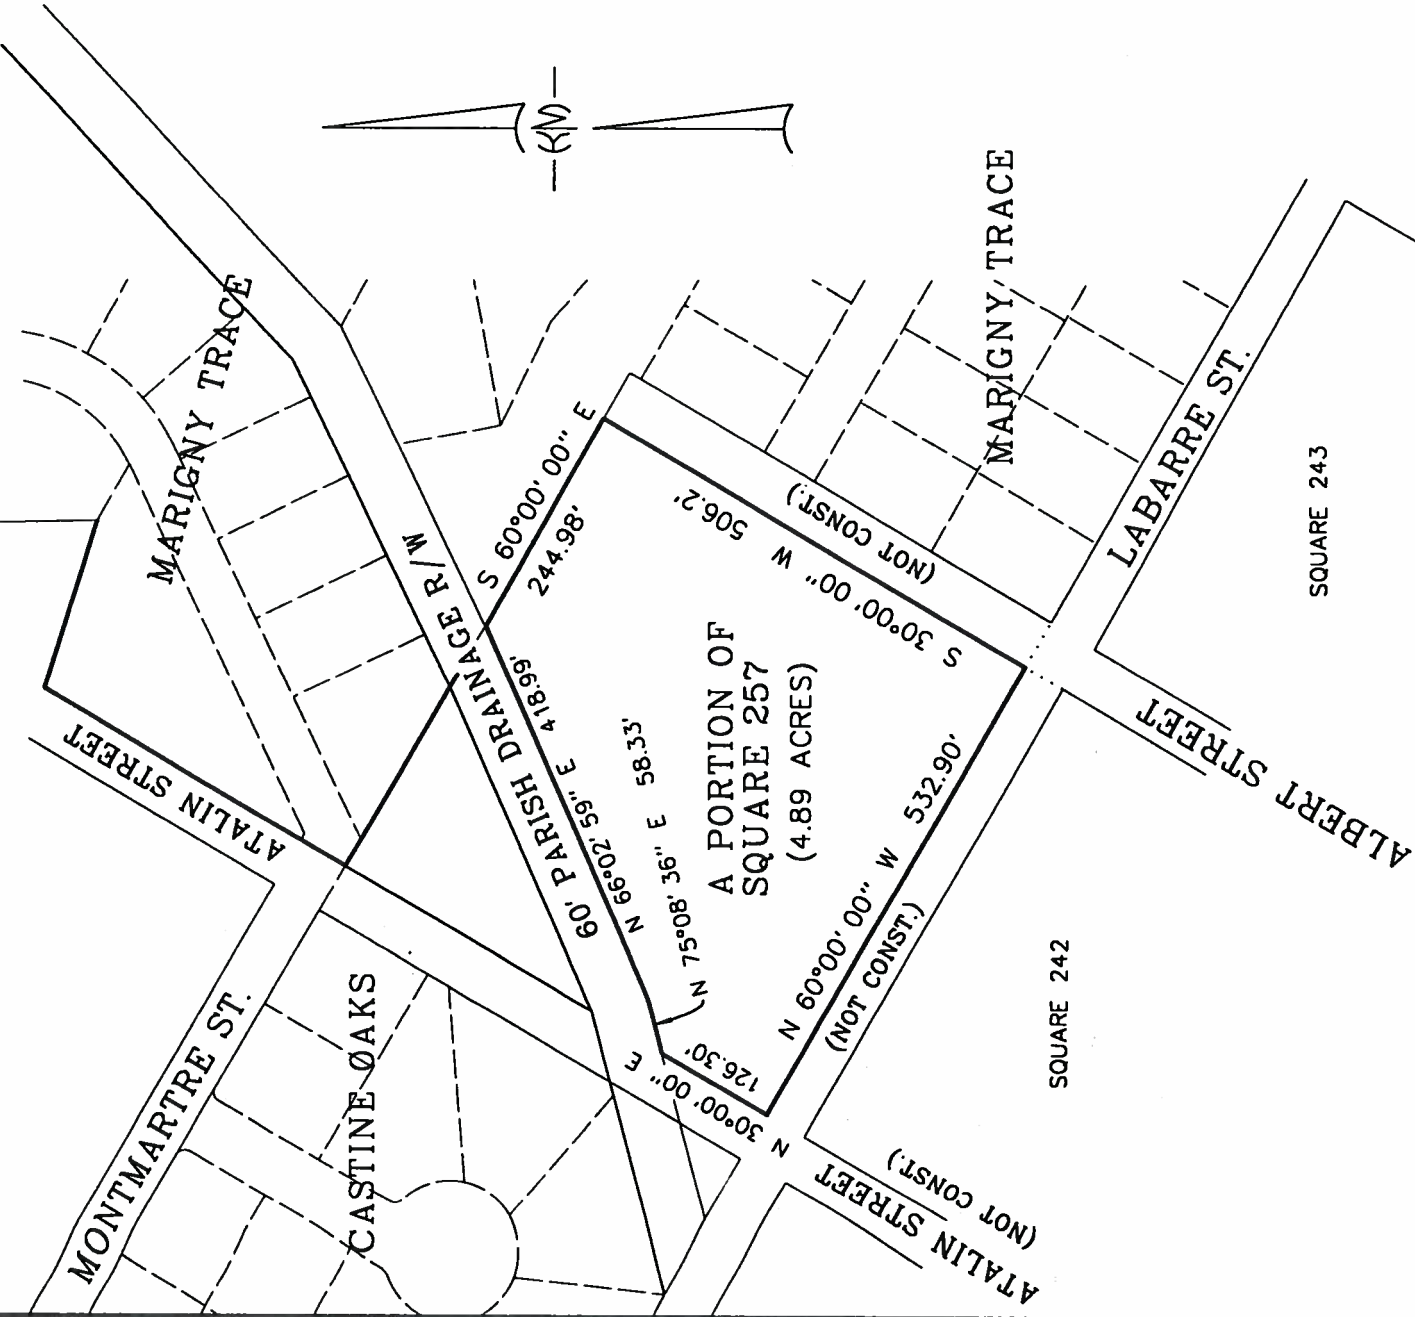 MARIGNY TRACE
(KN)
MARIGNY TRACE
ATALIN STREET
60' PARISH DRAINAGE R/W
S 60°00' 00" E
244.98'
S 30°00' 00" W 506.2'
(NOT CONST.)
N 66°02' 59" E 418.99'
N 75°08' 36" E 58.33'
A PORTION OF
SQUARE 257
(4.89 ACRES)
N 60°00' 00" W 532.90'
(NOT CONST.)
N 30°00' 00" E
126.30'
LABARRE ST.
SQUARE 243
ALBERT STREET
MONTMARTRE ST.
CASTINE OAKS
SQUARE 242
ATALIN STREET
(NOT CONST.)